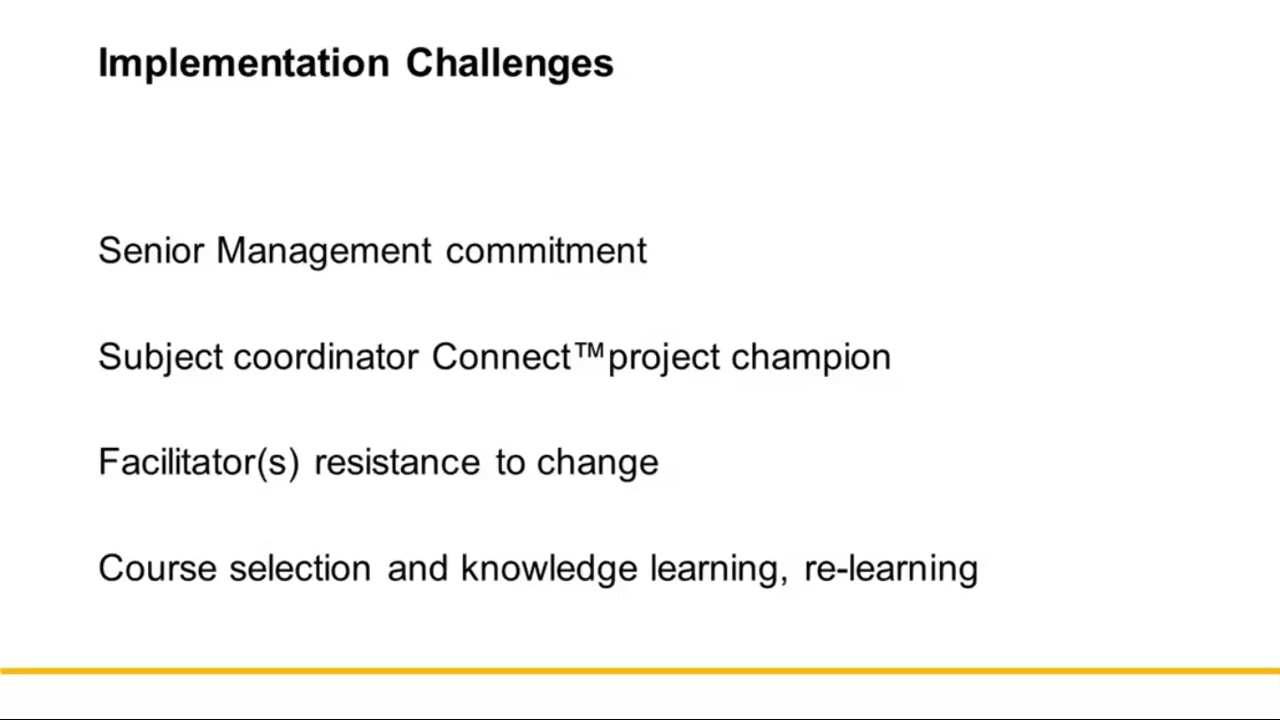 Implementation Challenges
Senior Management commitment
Subject coordinator Connect™project champion
Facilitator(s) resistance to change
Course selection and knowledge learning, re-learning